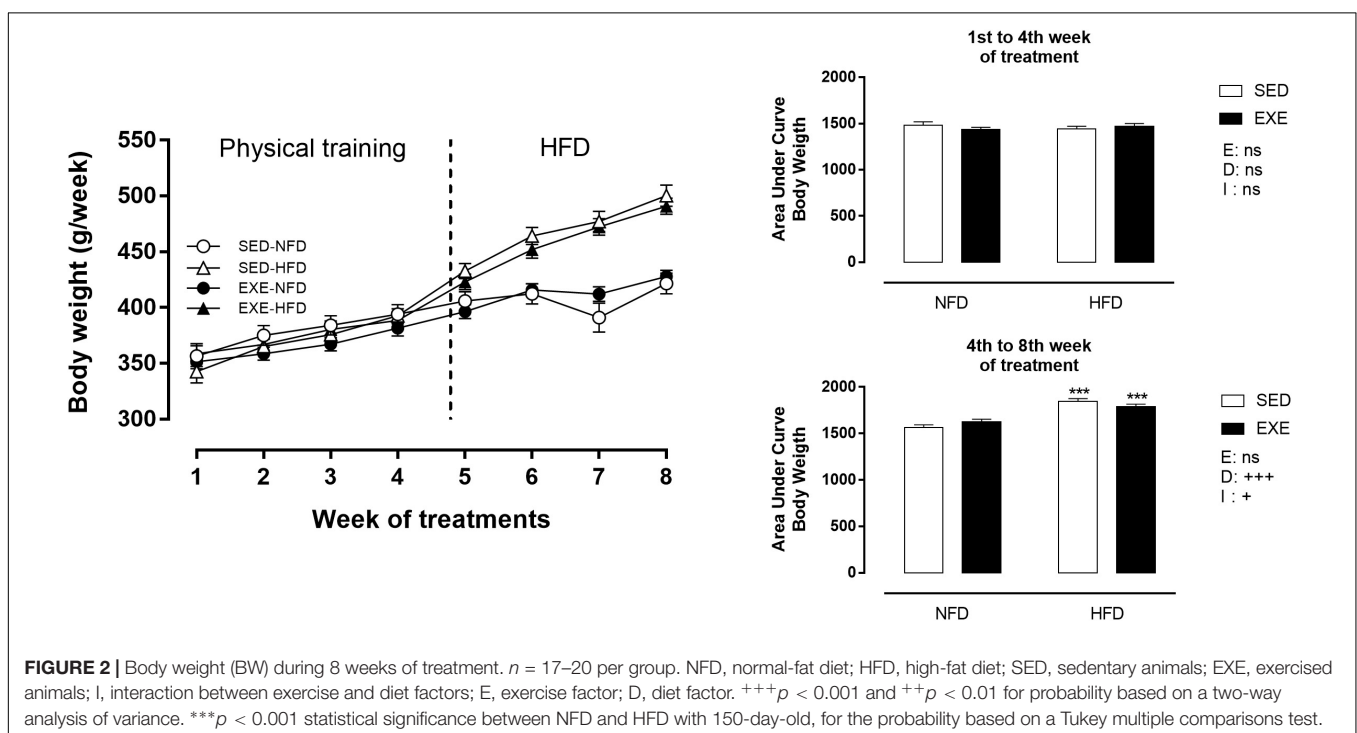 550
500
450
400
350
300
Body weight (g/week)
Physical training
HFD
SED-NFD
SED-HFD
EXE-NFD
EXE-HFD
1 2 3 4 5 6 7 8
Week of treatments
1st to 4th week
of treatment
2000
1500
1000
500
0
Area Under Curve
Body Weigth
NFD HFD
SED
EXE
E: ns
D: ns
I : ns
4th to 8th week
of treatment
2000
1500
1000
500
0
Area Under Curve
Body Weigth
*** ***
NFD HFD
SED
EXE
E: ns
D: +++
I : +
FIGURE 2 | Body weight (BW) during 8 weeks of treatment. n = 17–20 per group. NFD, normal-fat diet; HFD, high-fat diet; SED, sedentary animals; EXE, exercised
animals; I, interaction between exercise and diet factors; E, exercise factor; D, diet factor. +++p < 0.001 and ++p < 0.01 for probability based on a two-way
analysis of variance. ***p < 0.001 statistical significance between NFD and HFD with 150-day-old, for the probability based on a Tukey multiple comparisons test.